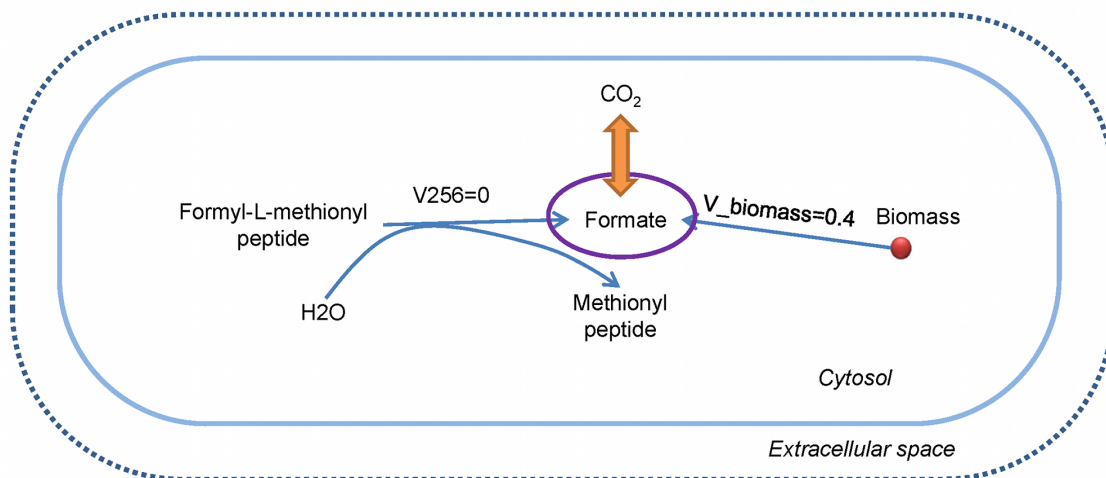 CO₂
V256=0
Formyl-L-methionyl
peptide
Formate
V_biomass=0.4
Biomass
H2O
Methionyl
peptide
Cytosol
Extracellular space